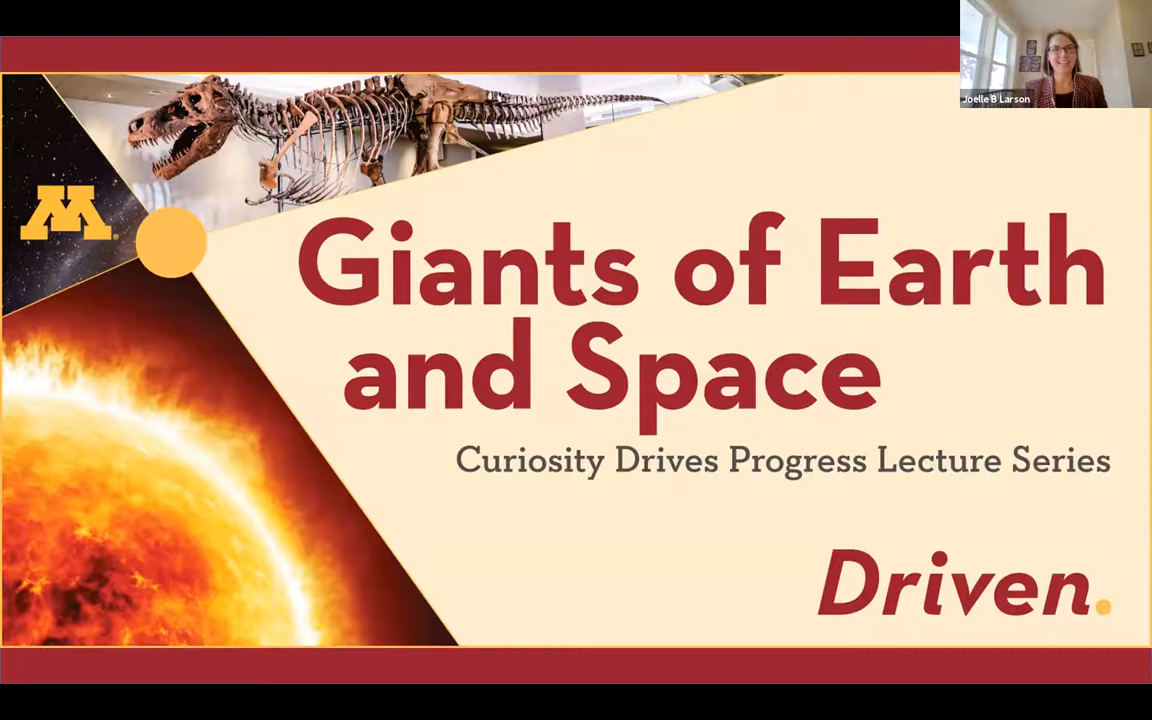 Joelle B Larson
M
Giants of Earth
and Space
Curiosity Drives Progress Lecture Series
Driven.